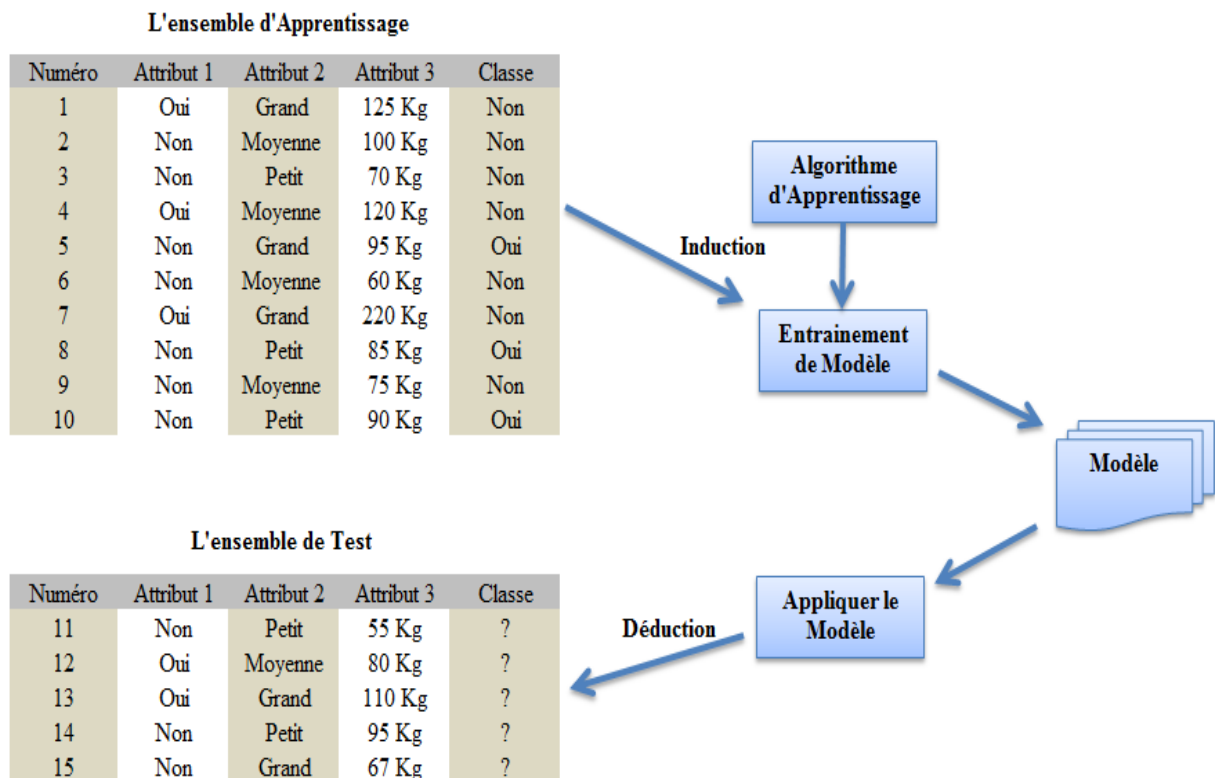 L'ensemble d'Apprentissage
Numéro Attribut 1 Attribut 2 Attribut 3 Classe
1 Oui Grand 125 Kg Non
2 Non Moyenne 100 Kg Non
3 Non Petit 70 Kg Non
4 Oui Moyenne 120 Kg Non
5 Non Grand 95 Kg Oui
6 Non Moyenne 60 Kg Non
7 Oui Grand 220 Kg Non
8 Non Petit 85 Kg Oui
9 Non Moyenne 75 Kg Non
10 Non Petit 90 Kg Oui
Algorithme
d'Apprentissage
Induction
Entrainement
de Modèle
Modèle
Appliquer le
Modèle
Déduction
L'ensemble de Test
Numéro Attribut 1 Attribut 2 Attribut 3 Classe
11 Non Petit 55 Kg ?
12 Oui Moyenne 80 Kg ?
13 Oui Grand 110 Kg ?
14 Non Petit 95 Kg ?
15 Non Grand 67 Kg ?